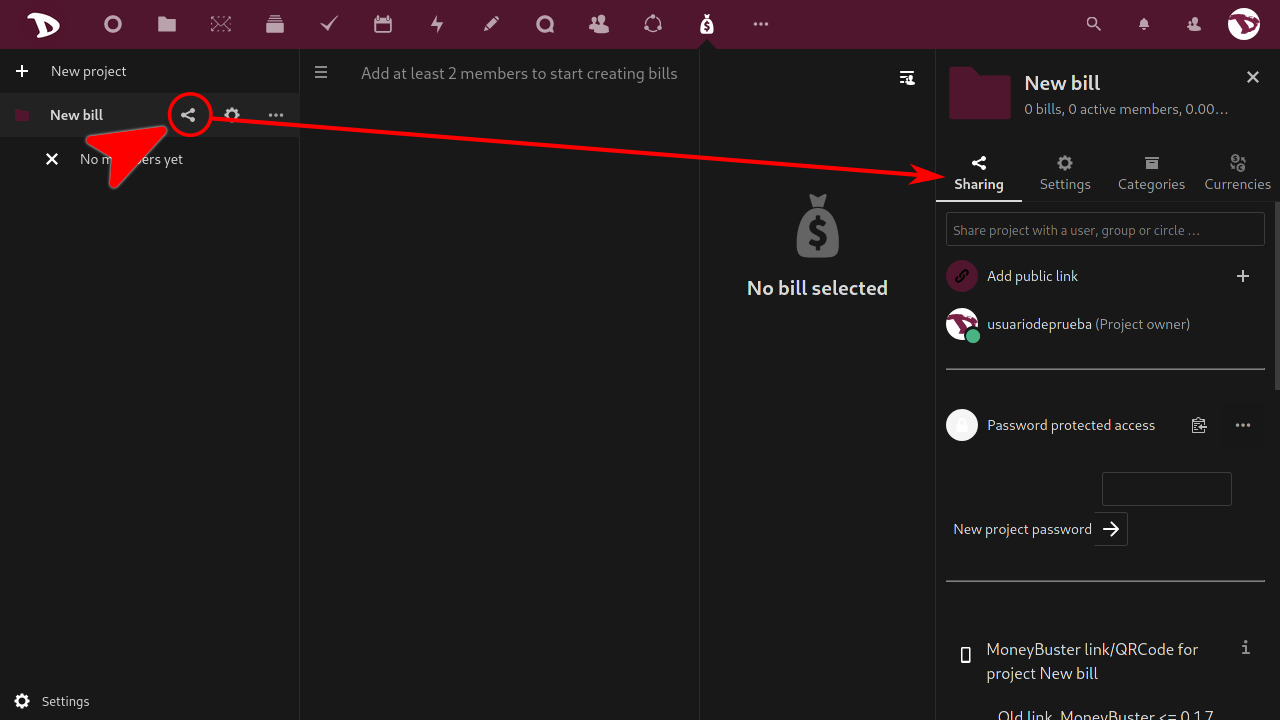 New project
New bill
No members yet
Settings
Add at least 2 members to start creating bills
No bill selected
New bill
0 bills, 0 active members, 0.00...
Sharing
Settings
Categories
Currencies
Share project with a user, group or circle ...
Add public link
usuariodeprueba (Project owner)
Password protected access
New project password
MoneyBuster link/QRCode for
project New bill
Old link, MoneyBuster <= 0.1.7